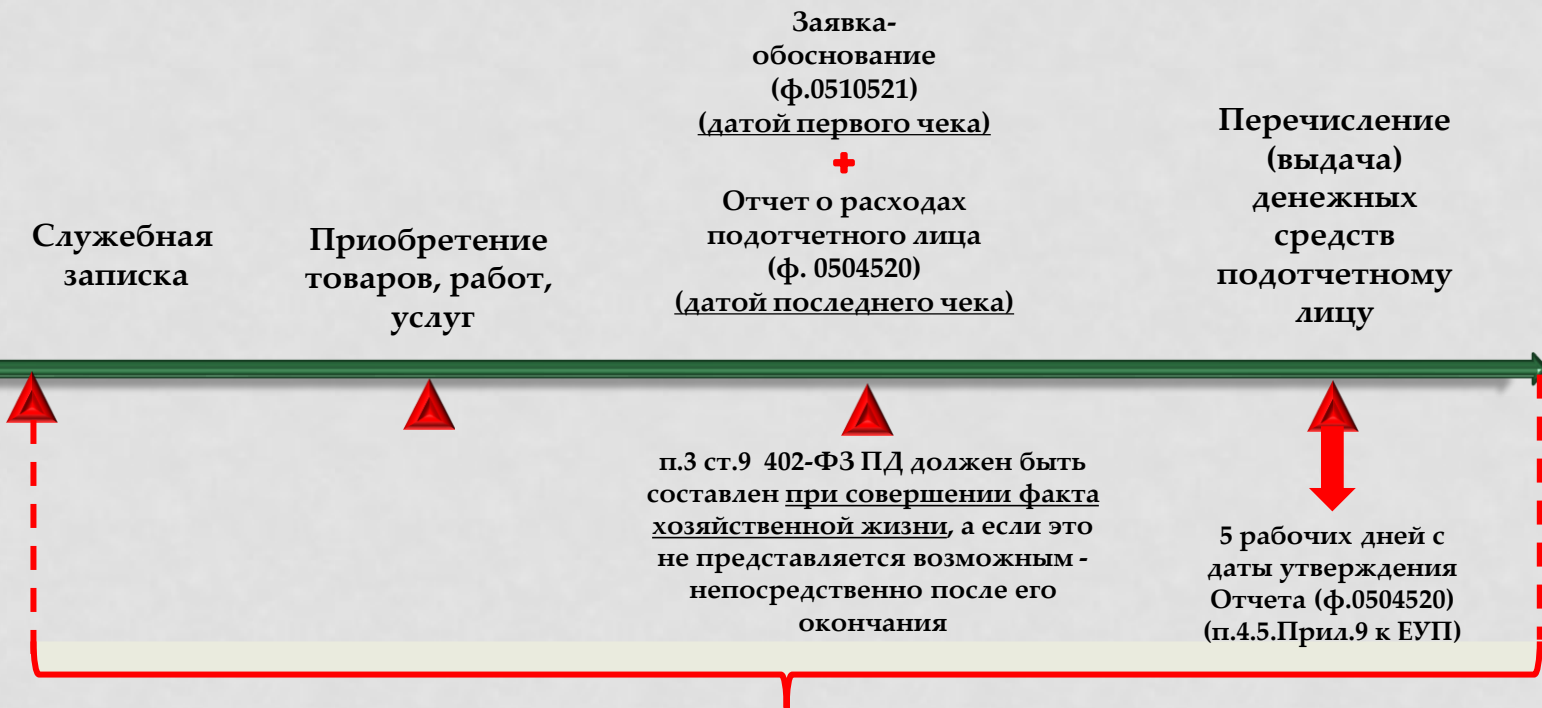 Служебная
записка
Приобретение
товаров, работ,
услуг
Заявка-
обоснование
(ф.0510521)
(датой первого чека)
+
Отчет о расходах
подотчетного лица
(ф. 0504520)
(датой последнего чека)
Перечисление
(выдача)
денежных
средств
подотчетному
лицу
п.3 ст.9 402-ФЗ ПД должен быть
составлен при совершении факта
хозяйственной жизни, а если это
не представляется возможным -
непосредственно после его
окончания
5 рабочих дней с
даты утверждения
Отчета (ф.0504520)
(п.4.5.Прил.9 к ЕУП)